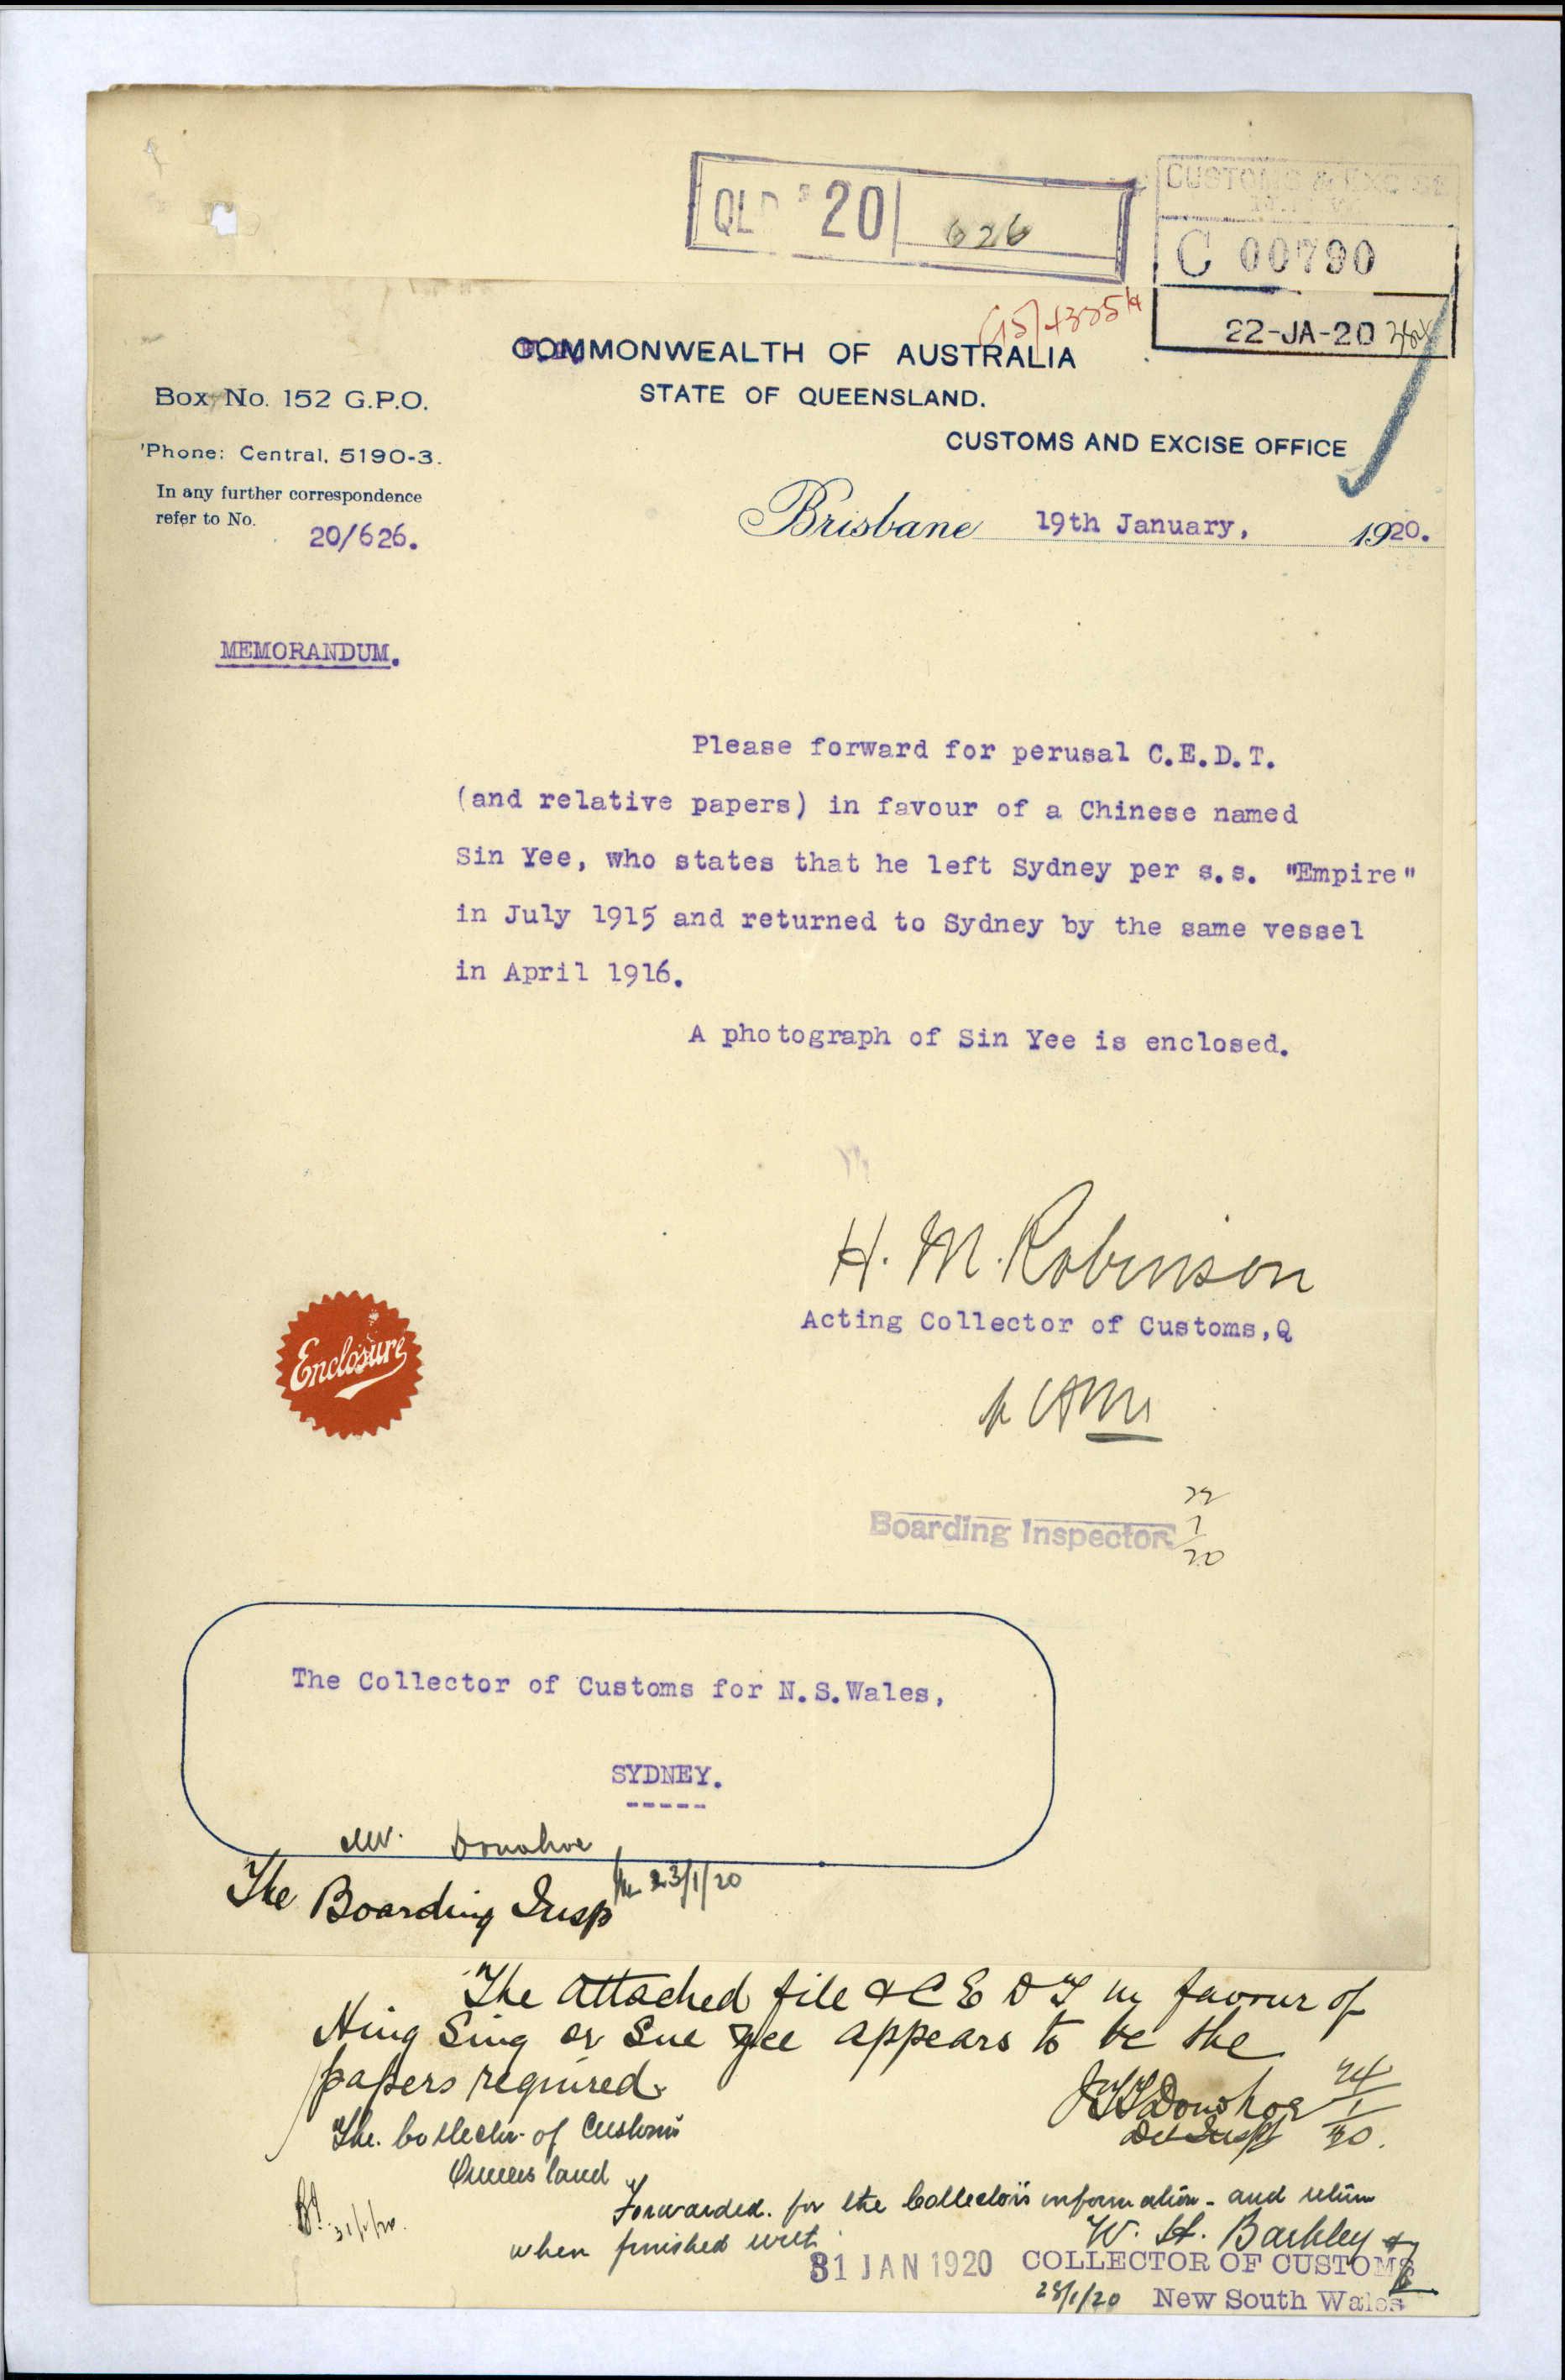 QLD 20 626
CUSTOMS & EXCISE
C 00790
22-JA-20
COMMONWEALTH OF AUSTRALIA
STATE OF QUEENSLAND.
Box No. 152 G.P.O.
CUSTOMS AND EXCISE OFFICE
'Phone: Central, 5190-3.
In any further correspondence
refer to No.
20/626.
Brisbane 19th January, 1920.
MEMORANDUM.
Please forward for perusal C.E.D.T.
(and relative papers) in favour of a Chinese named
Sin Yee, who states that he left Sydney per s.s. "Empire"
in July 1915 and returned to Sydney by the same vessel
in April 1916.
A photograph of Sin Yee is enclosed.
H. M. Robinson
Acting Collector of Customs,Q
Enclosure
Boarding Inspector
22
1
20
The Collector of Customs for N.S.Wales,
SYDNEY.
-----
Mr. Donohoe
23/1/20
The Boarding Insp
The attached file & C E D T in favour of
Hing Sing or Sue Yee appears to be the
papers required.
J T T Donohoe 24
Det Inspr 1
20.
The Collector of Customs
Queensland
Forwarded for the Collector's information - and return
when finished with
W. H. Barkley
31 JAN 1920 COLLECTOR OF CUSTOMS
28/1/20 New South Wales